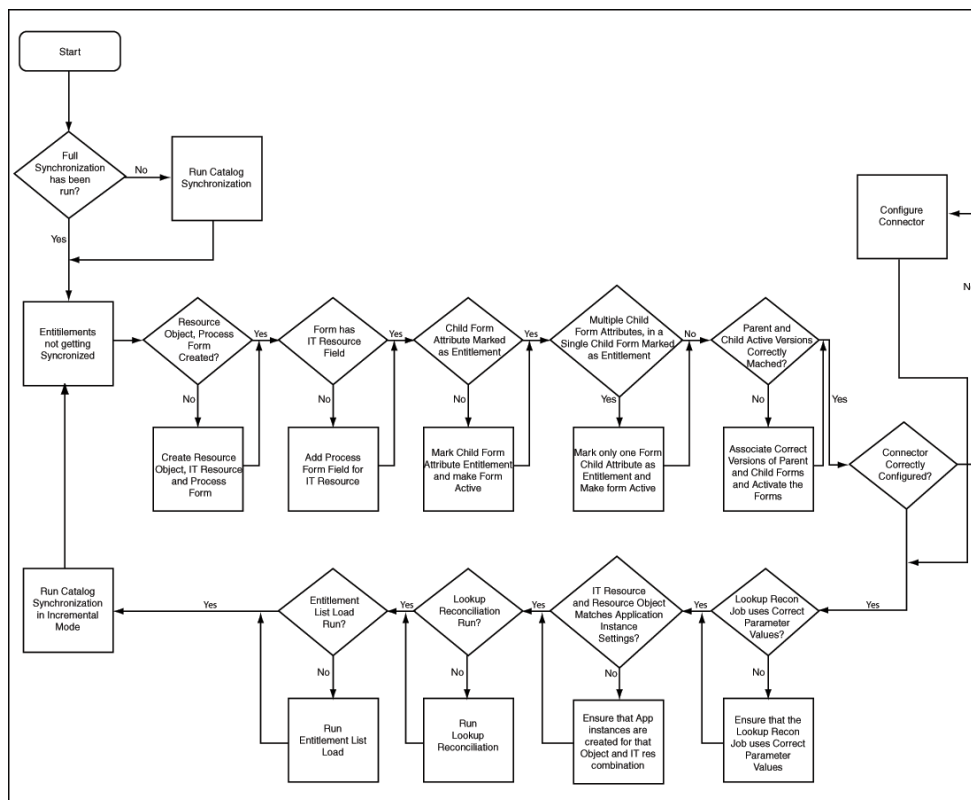 Start
Full
Synchronization
has been
run?
No
Run Catalog
Synchronization
Yes
Configure
Connector
N
Entitilements
not getting
Syncronized
Resource
Object, Process
Form
Created?
Yes
No
Create Resource
Object, IT Resource
and Process Form
Form has
IT Resource
Field
Yes
No
Add Process
Form Field for
IT Resource
Child Form
Attribute Marked
as Entitlement
Yes
No
Mark Child Form
Attribute Entitlement
and make Form
Active
Multiple Child
Form Attributes, in a
Single Child Form Marked
as Entitlement
No
Yes
Mark only one Form
Child Attribute as
Entitlement and
Make form Active
Parent and
Child Active Versions
Correctly
Mached?
Yes
No
Associate Correct
Versions of Parent
and Child Forms
and Activate the
Forms
Connector
Correctly
Configured?
Yes
Lookup Recon
Job uses Correct
Parameter
Values?
Yes
No
Ensure that the
Lookup Recon
Job uses Correct
Parameter
Values
IT Resource
and Resource Object
Matches Application
Instance
Settings?
Yes
No
Ensure that App
instances are
created for that
Object and IT res
combination
Lookup
Reconciliation
Run?
Yes
No
Run
Lookup
Reconciliation
Entitlement
List Load
Run?
Yes
No
Run
Entitlement List
Load
Run Catalog
Synchronization
in Incremental
Mode